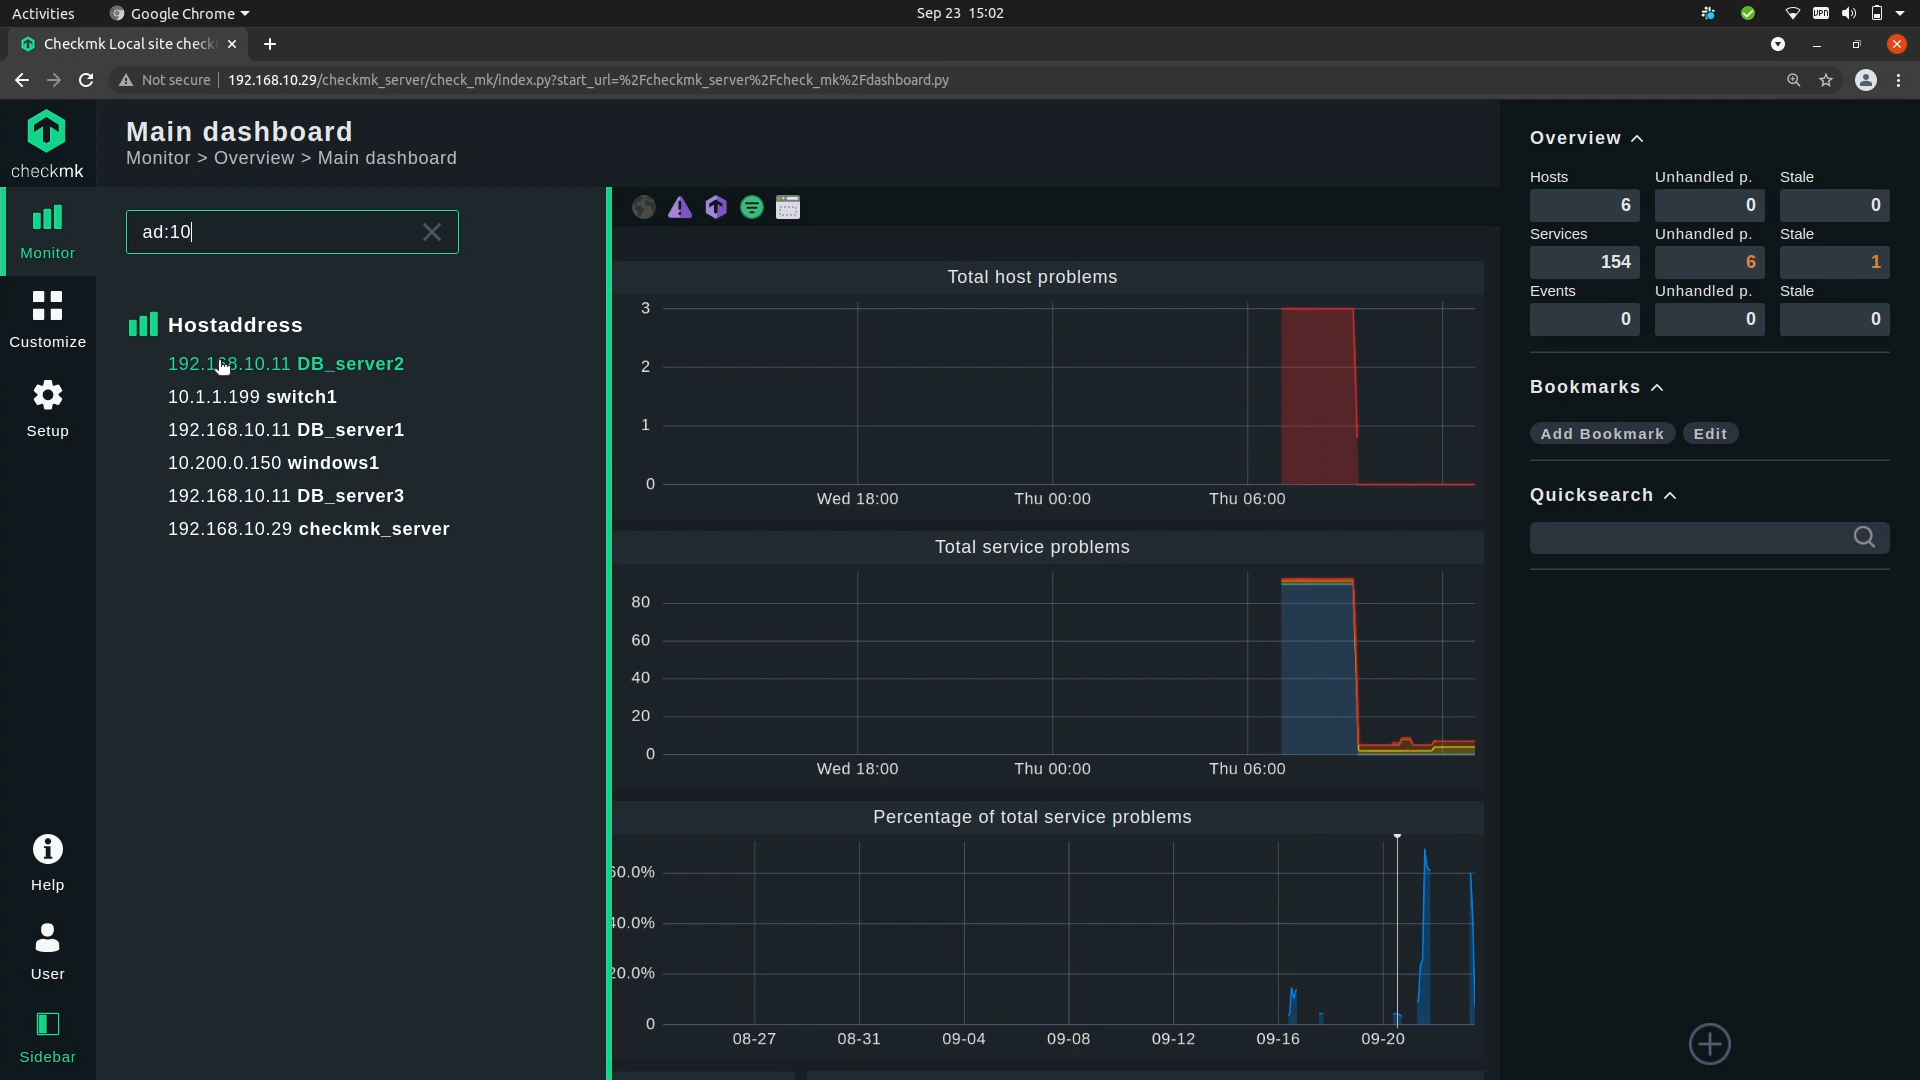 Activities
Google Chrome
Sep 23 15:02
VPN
Checkmk Local site check
Not secure
192.168.10.29/checkmk_server/check_mk/index.py?start_url=%2Fcheckmk_server%2Fcheck_mk%2Fdashboard.py
checkmk
Main dashboard
Monitor > Overview > Main dashboard
Monitor
Customize
Setup
Help
User
Sidebar
ad:10
Hostaddress
192.168.10.11 DB_server2
10.1.1.199 switch1
192.168.10.11 DB_server1
10.200.0.150 windows1
192.168.10.11 DB_server3
192.168.10.29 checkmk_server
Total host problems
3
2
1
0
Wed 18:00 Thu 00:00 Thu 06:00
Total service problems
80
60
40
20
0
Wed 18:00 Thu 00:00 Thu 06:00
Percentage of total service problems
60.0%
40.0%
20.0%
0
08-27 08-31 09-04 09-08 09-12 09-16 09-20
Overview
Hosts Unhandled p. Stale
6 0 0
Services Unhandled p. Stale
154 6 1
Events Unhandled p. Stale
0 0 0
Bookmarks
Add Bookmark Edit
Quicksearch